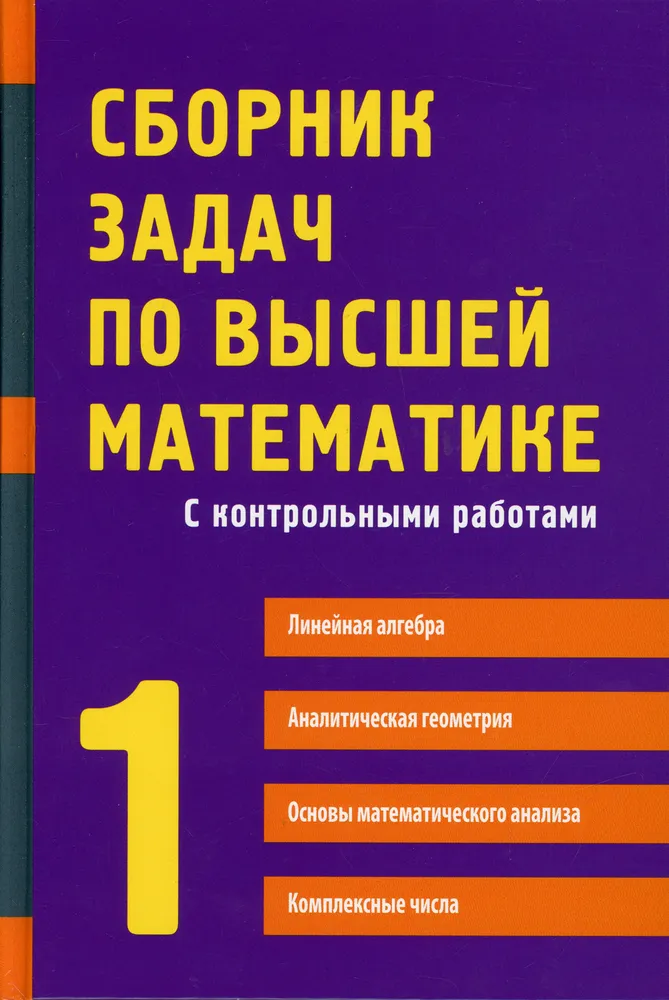 СБОРНИК
ЗАДАЧ
ПО ВЫСШЕЙ
МАТЕМАТИКЕ
С контрольными работами
1
Линейная алгебра
Аналитическая геометрия
Основы математического анализа
Комплексные числа